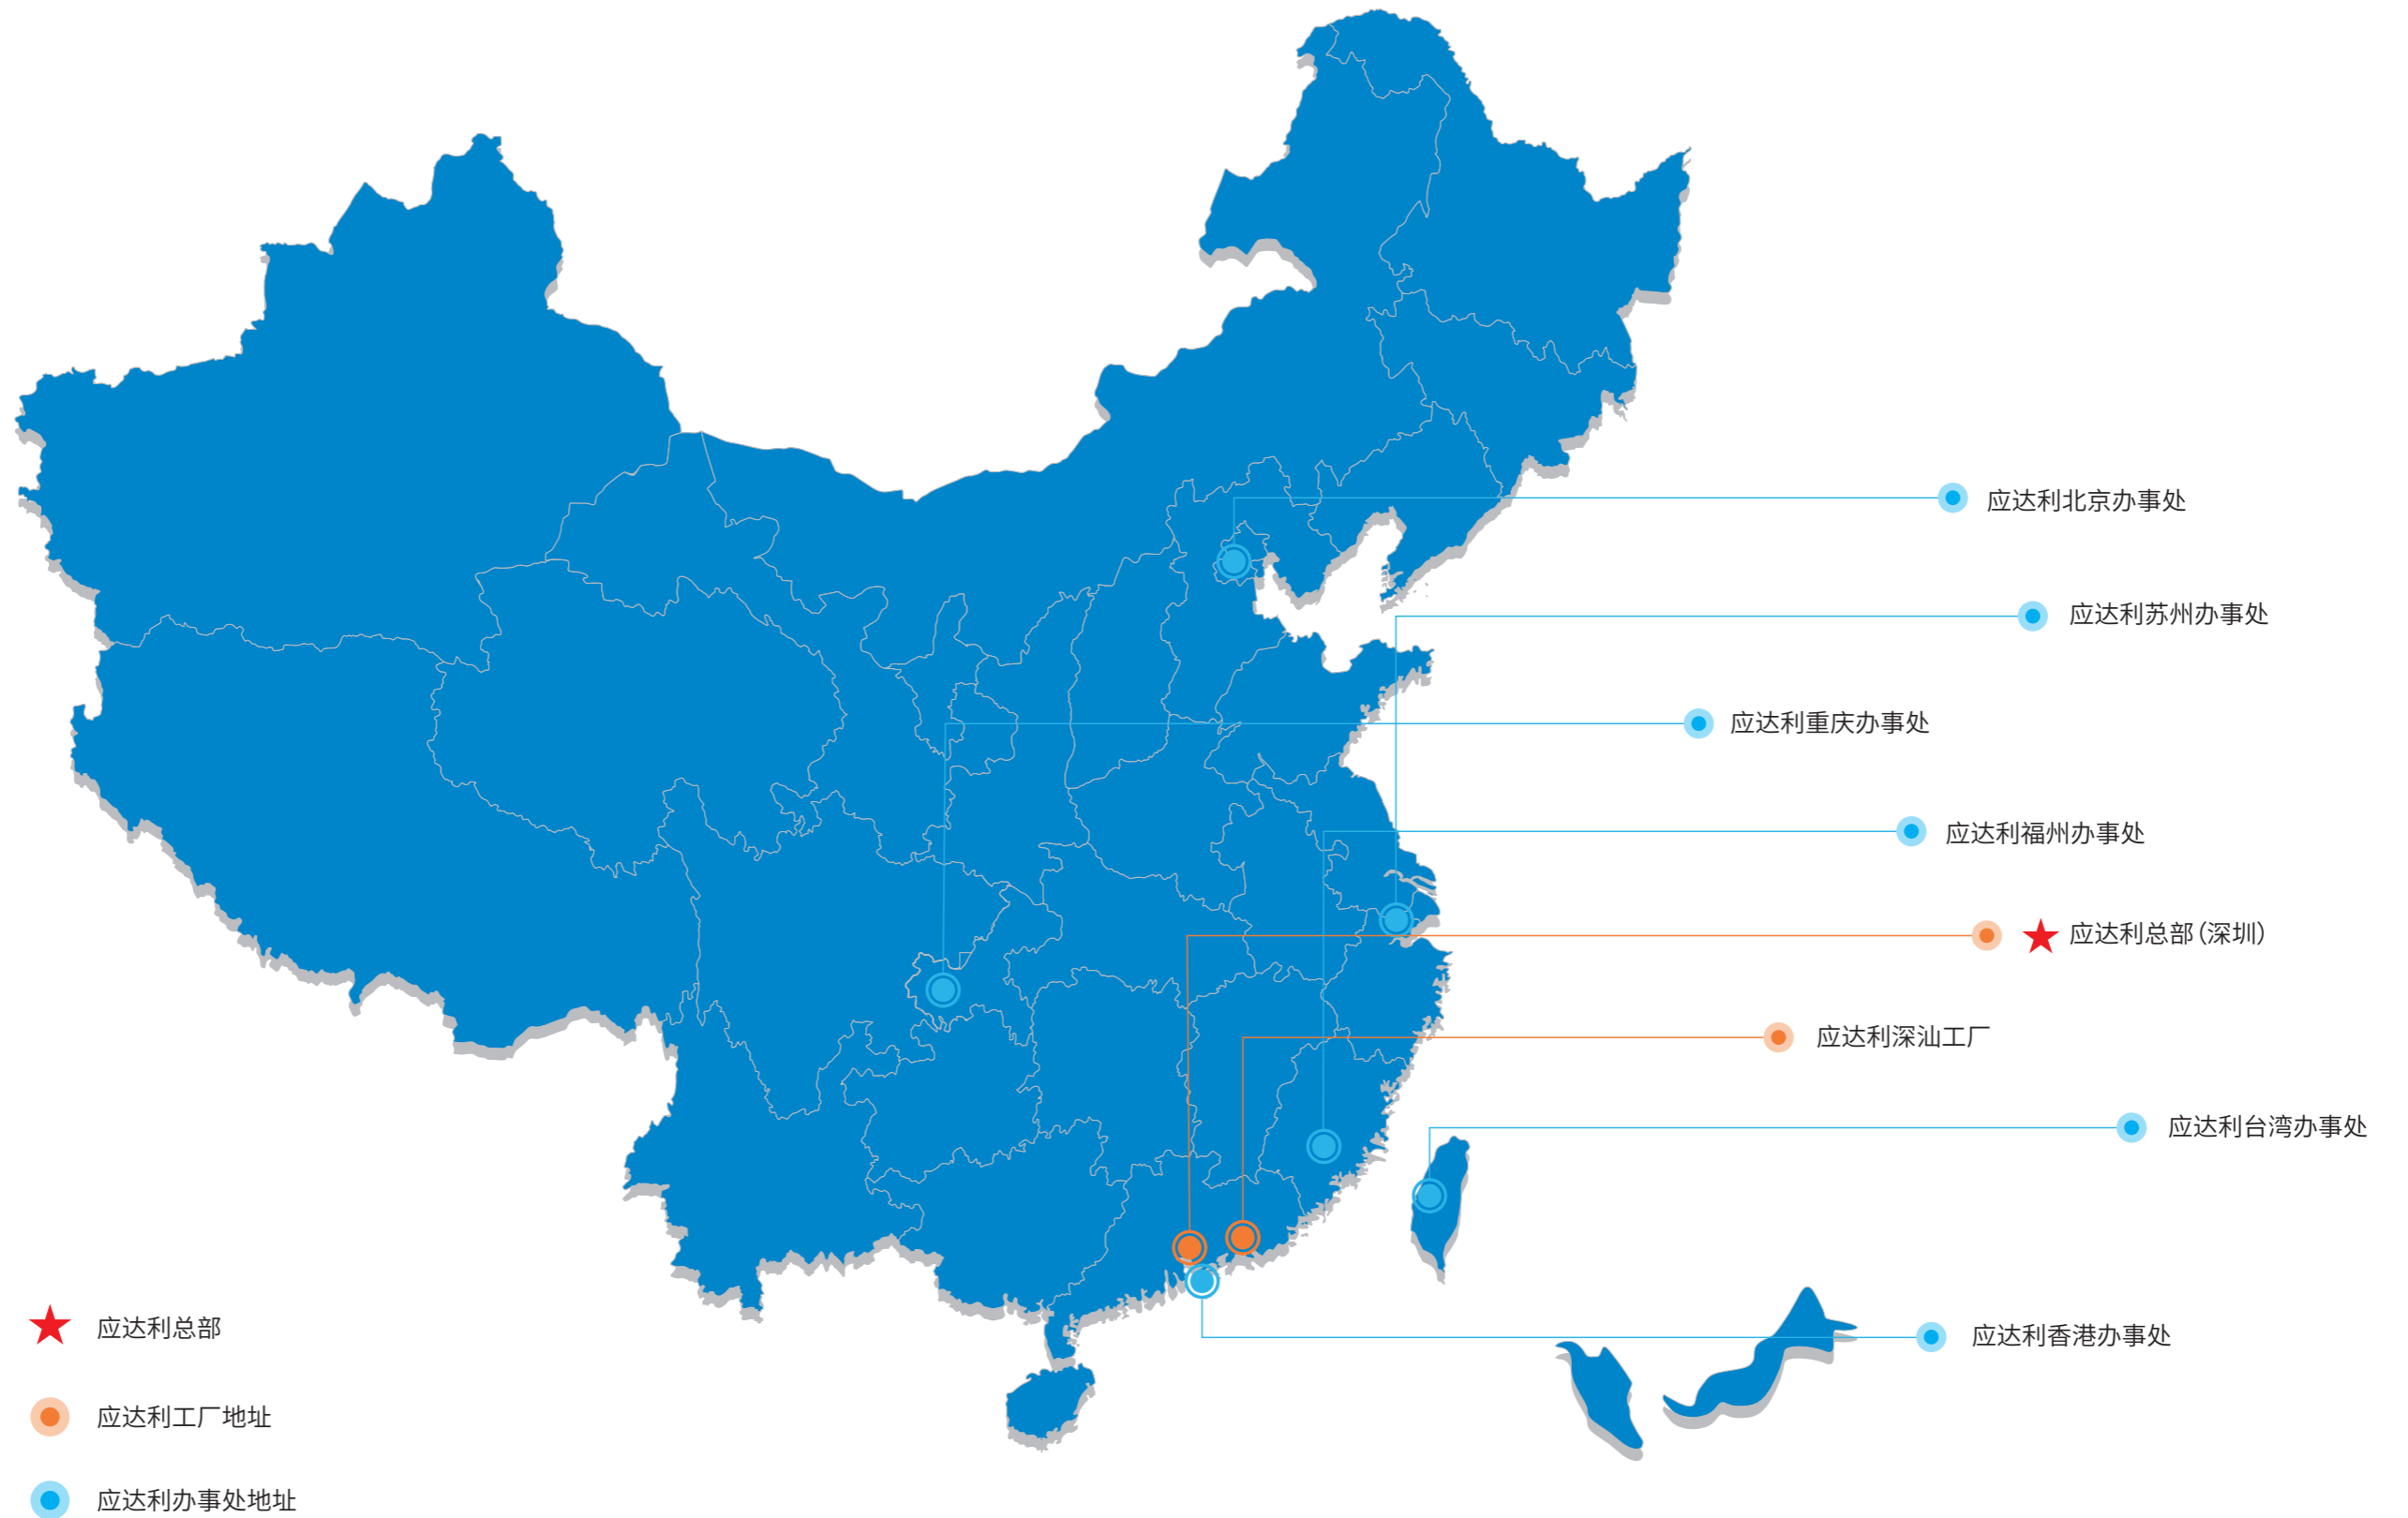 应达利北京办事处
应达利苏州办事处
应达利重庆办事处
应达利福州办事处
应达利总部(深圳)
应达利深汕工厂
应达利台湾办事处
应达利香港办事处
应达利总部
应达利工厂地址
应达利办事处地址